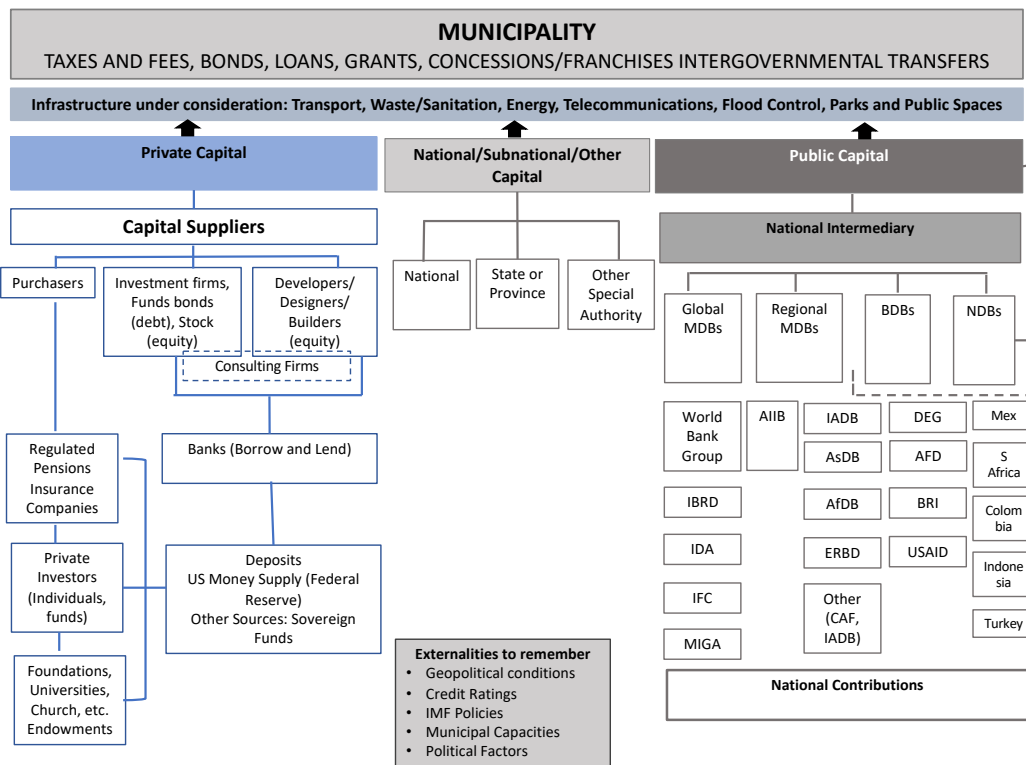 MUNICIPALITY
TAXES AND FEES, BONDS, LOANS, GRANTS, CONCESSIONS/FRANCHISES INTERGOVERNMENTAL TRANSFERS
Infrastructure under consideration: Transport, Waste/Sanitation, Energy, Telecommunications, Flood Control, Parks and Public Spaces
Private Capital
Capital Suppliers
Purchasers
Investment firms,
Funds bonds
(debt), Stock
(equity)
Developers/
Designers/
Builders
(equity)
Consulting Firms
Regulated
Pensions
Insurance
Companies
Banks (Borrow and Lend)
Private
Investors
(Individuals,
funds)
Deposits
US Money Supply (Federal
Reserve)
Other Sources: Sovereign
Funds
Foundations,
Universities,
Church, etc.
Endowments
National/Subnational/Other
Capital
National
State or
Province
Other
Special
Authority
Externalities to remember
• Geopolitical conditions
• Credit Ratings
• IMF Policies
• Municipal Capacities
• Political Factors
Public Capital
National Intermediary
Global
MDBs
Regional
MDBs
BDBs
NDBs
World
Bank
Group
IBRD
IDA
IFC
MIGA
AIIB
IADB
AsDB
AfDB
ERBD
Other
(CAF,
IADB)
DEG
AFD
BRI
USAID
Mex
S
Africa
Colom
bia
Indone
sia
Turkey
National Contributions